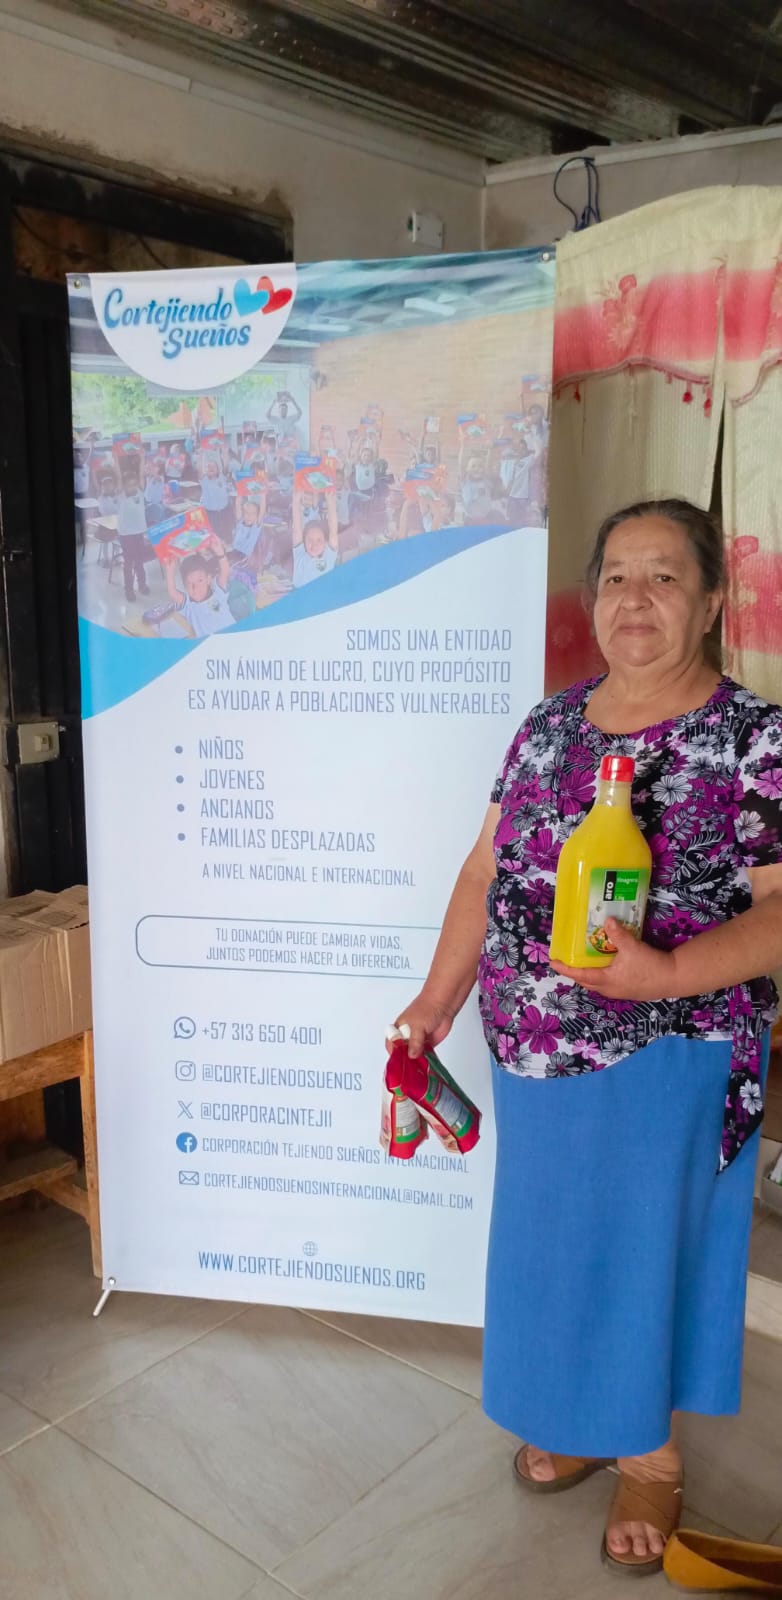 Cortejiendo
Sueños
SOMOS UNA ENTIDAD
SIN ÁNIMO DE LUCRO, CUYO PROPÓSITO
ES AYUDAR A POBLACIONES VULNERABLES
• NIÑOS
• JOVENES
• ANCIANOS
• FAMILIAS DESPLAZADAS
A NIVEL NACIONAL E INTERNACIONAL
TU DONACIÓN PUEDE CAMBIAR VIDAS,
JUNTOS PODEMOS HACER LA DIFERENCIA.
+57 313 650 4001
@CORTEJIENDOSUENOS
@CORPORACINTEJII
CORPORACIÓN TEJIENDO SUEÑOS INTERNACIONAL
CORTEJIENDOSUENOSINTERNACIONAL@GMAIL.COM
WWW.CORTEJIENDOSUENOS.ORG
aro
Vinagreta